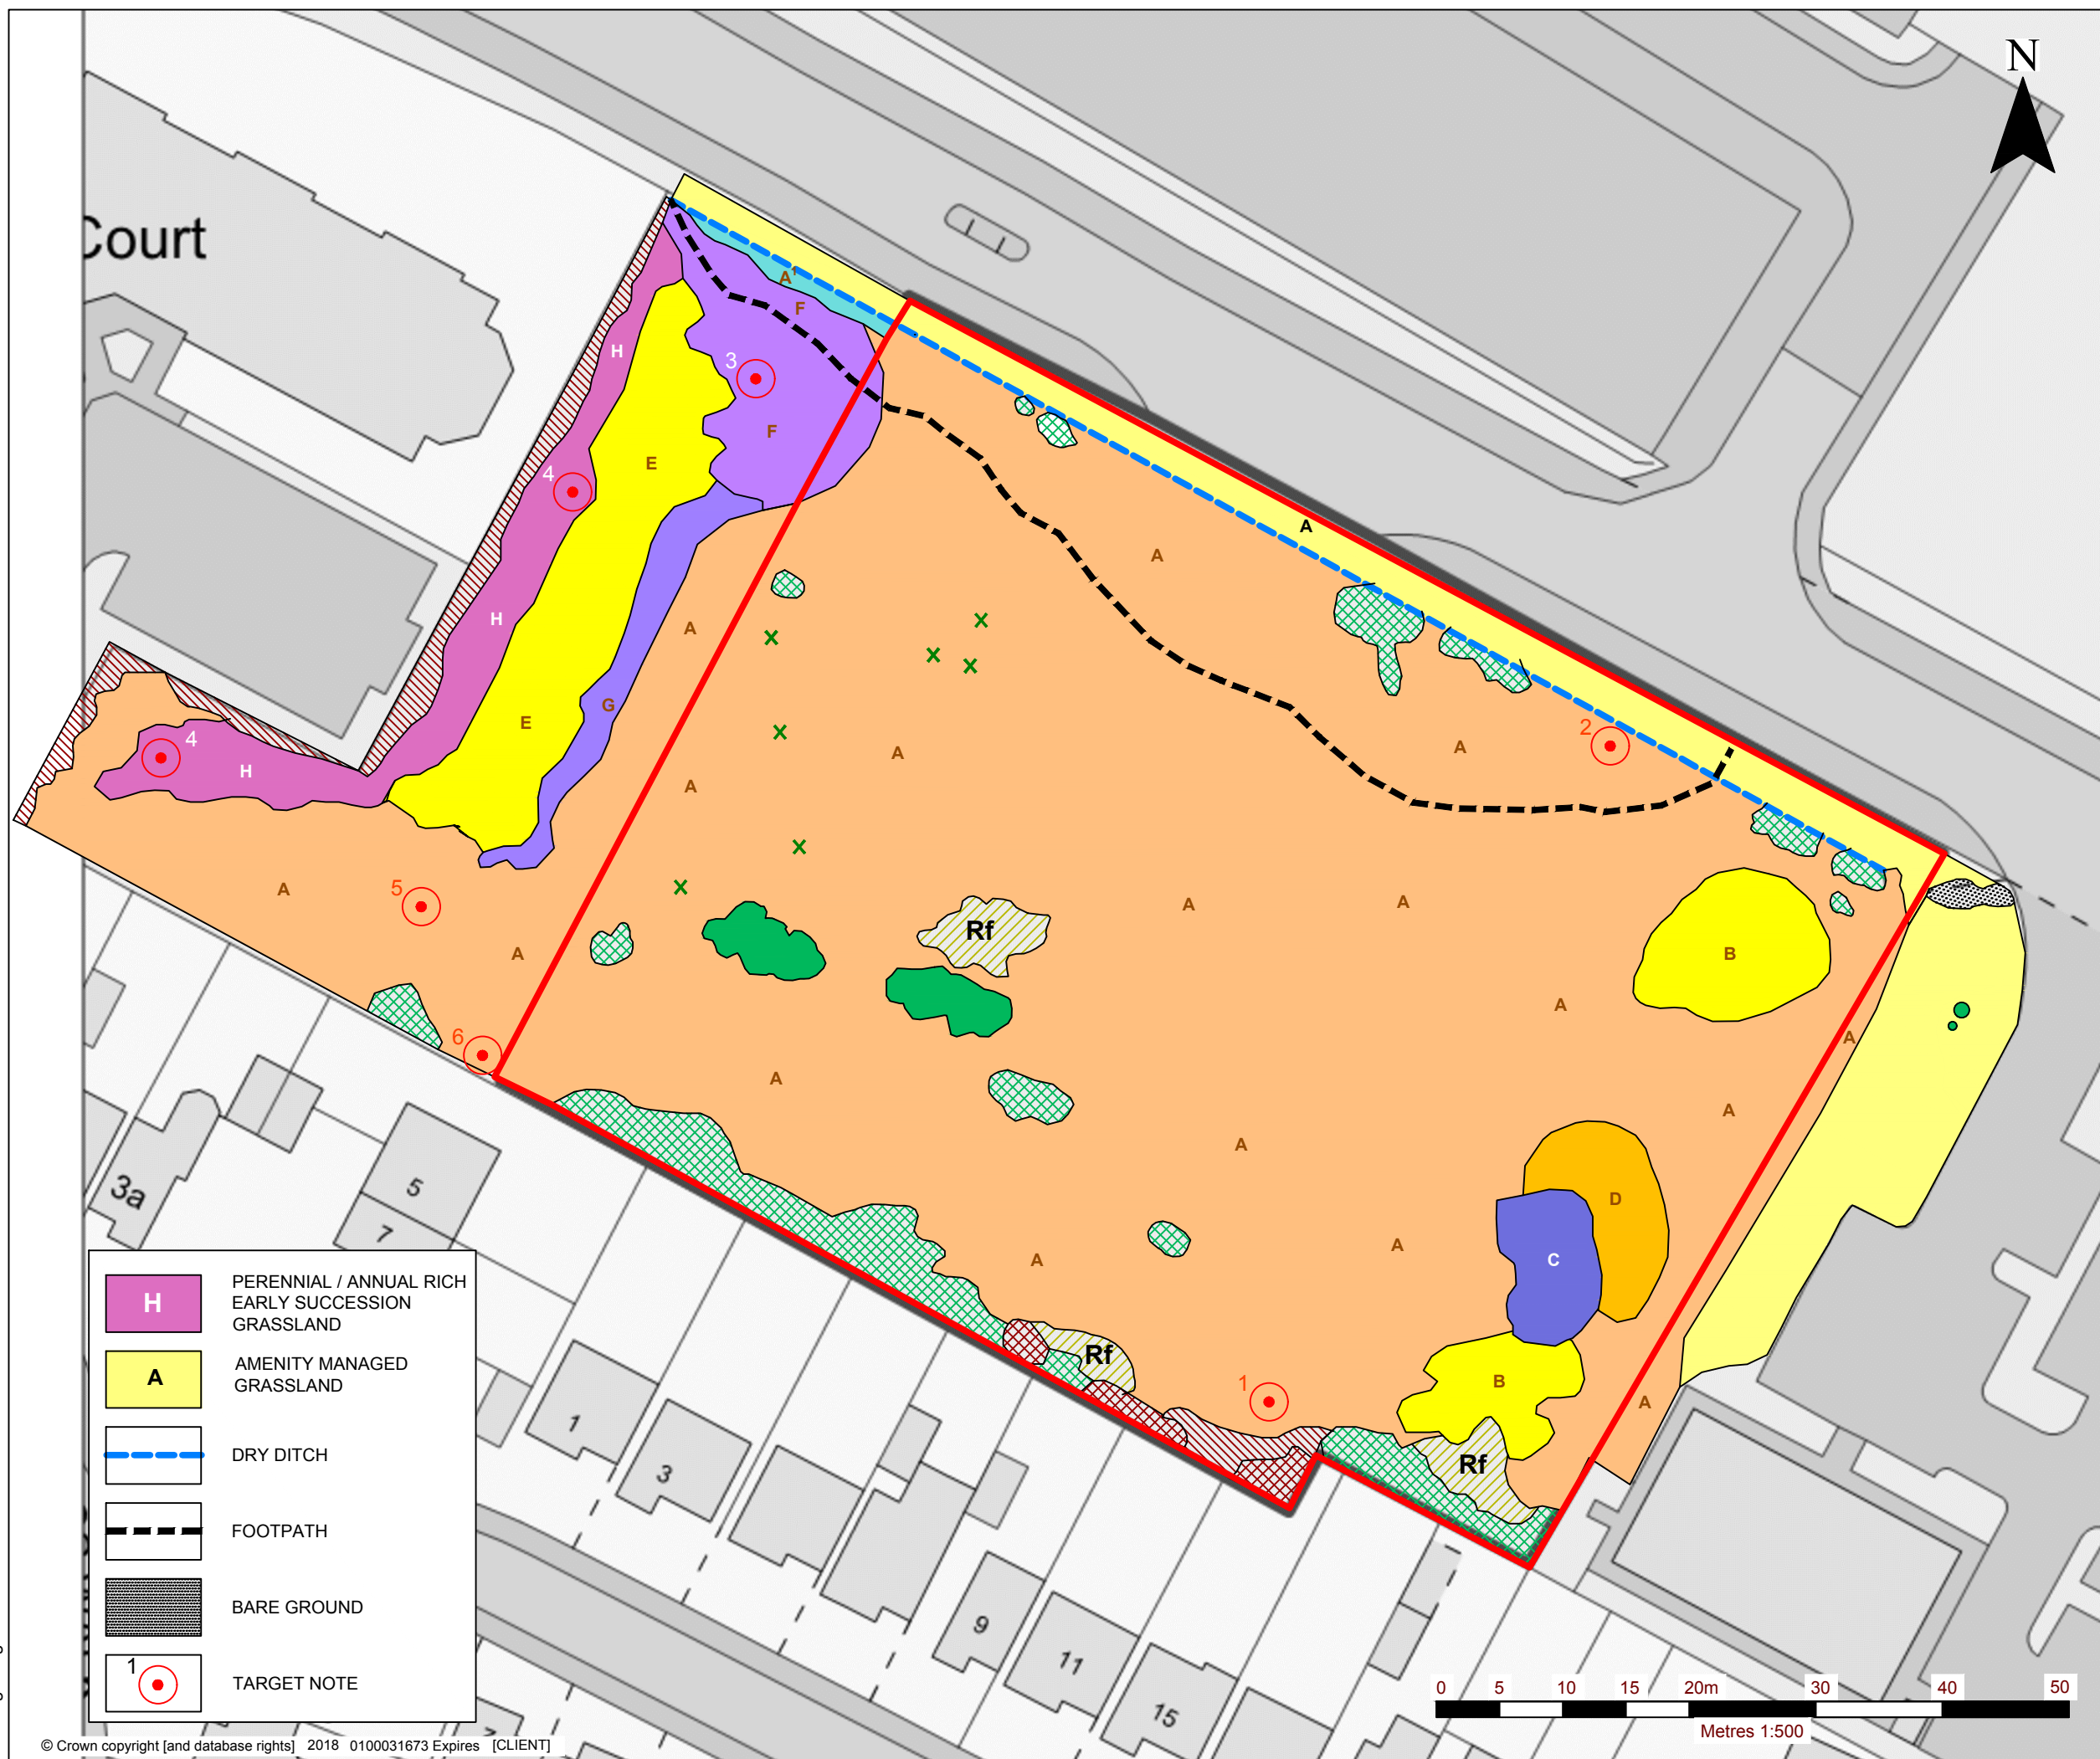 N
Court
A¹
F
H
3
F
E
4
A
A
A
H
2
G
E
A
A
A
4
H
A
5
A
A
A
Rf
B
A
A
6
A
A
A
A
D
3a
5
7
A
A
C
Rf
B
1
A
Rf
1
3
9
11
15
H
PERENNIAL / ANNUAL RICH
EARLY SUCCESSION
GRASSLAND
A
AMENITY MANAGED
GRASSLAND
DRY DITCH
FOOTPATH
BARE GROUND
1
TARGET NOTE
0 5 10 15 20m 30 40 50
Metres 1:500
© Crown copyright [and database rights] 2018 0100031673 Expires [CLIENT]